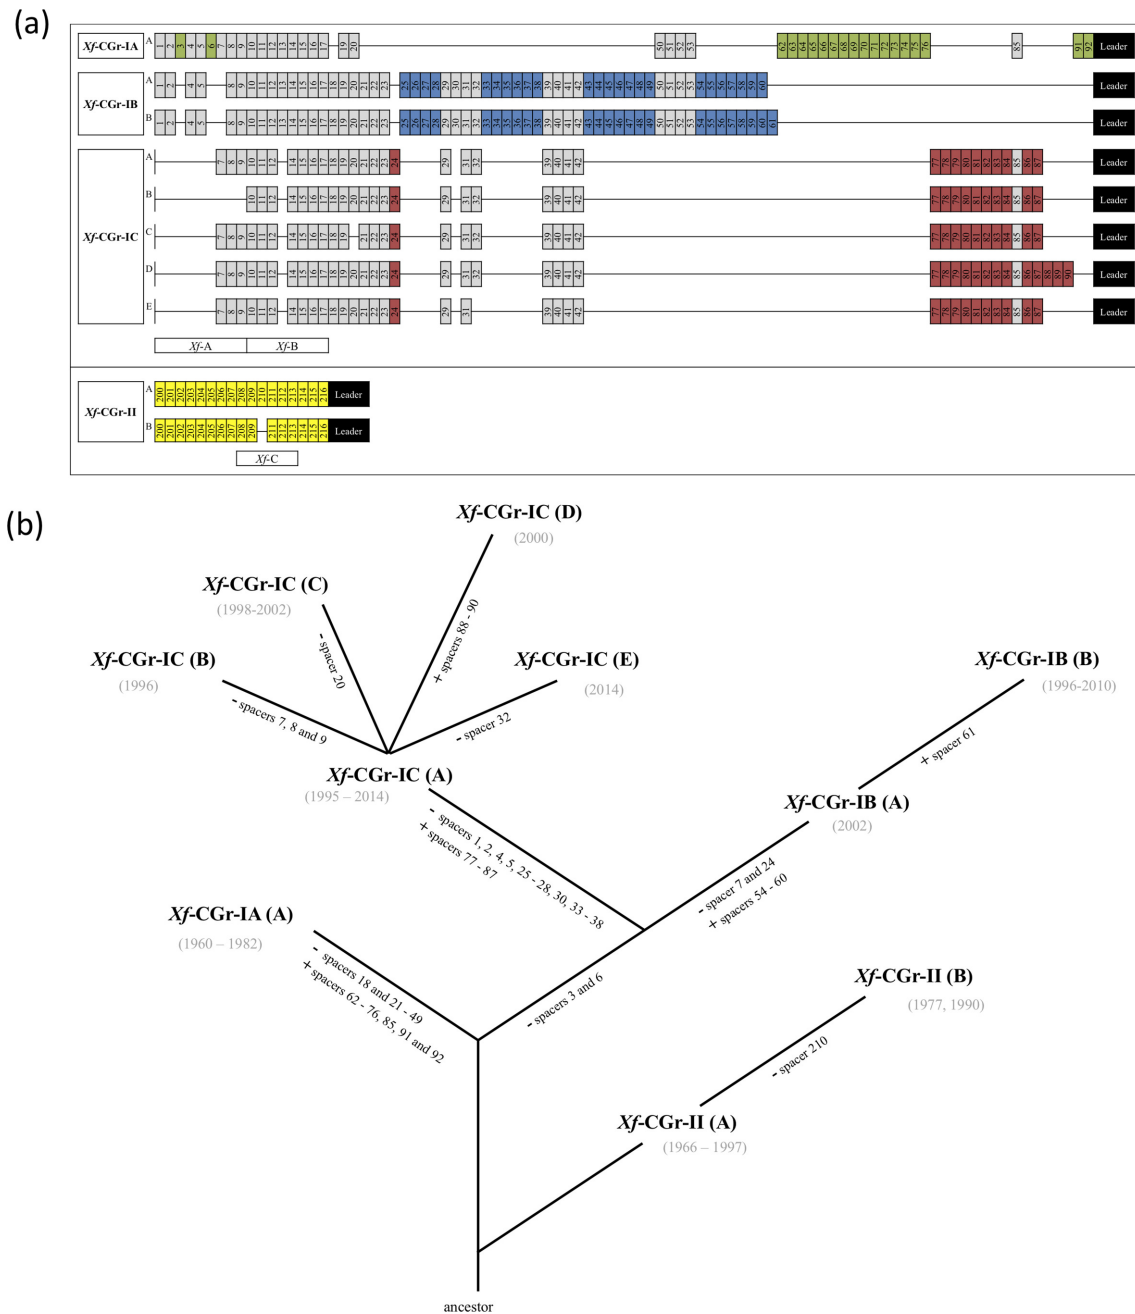 (a)
Xf-CGr-IA
A 1 2 3 4 5 6 7 8 9 10 11 12 13 14 15 16 17 19 20 50 51 52 53 62 63 64 65 66 67 68 69 70 71 72 73 74 75 76 85 91 92 Leader
Xf-CGr-IB
A 1 2 4 5 8 9 10 11 12 13 14 15 16 17 18 19 20 21 22 23 25 26 27 28 29 30 31 32 33 34 35 36 37 38 39 40 41 42 43 44 45 46 47 48 49 50 51 52 53 54 55 56 57 58 59 60 Leader
B 1 2 4 5 8 9 10 11 12 13 14 15 16 17 18 19 20 21 22 23 25 26 27 28 29 30 31 32 33 34 35 36 37 38 39 40 41 42 43 44 45 46 47 48 49 50 51 52 53 54 55 56 57 58 59 60 61 Leader
Xf-CGr-IC
A 7 8 9 10 11 12 14 15 16 17 18 19 20 21 22 23 24 29 31 32 39 40 41 42 77 78 79 80 81 82 83 84 85 86 87 Leader
B 10 11 12 14 15 16 17 18 19 20 21 22 23 24 29 31 32 39 40 41 42 77 78 79 80 81 82 83 84 85 86 87 Leader
C 7 8 9 10 11 12 14 15 16 17 18 19 21 22 23 24 29 31 32 39 40 41 42 77 78 79 80 81 82 83 84 85 86 87 Leader
D 7 8 9 10 11 12 14 15 16 17 18 19 20 21 22 23 24 29 31 32 39 40 41 42 77 78 79 80 81 82 83 84 85 86 87 88 89 90 Leader
E 7 8 9 10 11 12 14 15 16 17 18 19 20 21 22 23 24 29 31 39 40 41 42 77 78 79 80 81 82 83 84 85 86 87 Leader
Xf-A Xf-B
Xf-CGr-II
A 200 201 202 203 204 205 206 207 208 209 210 211 212 213 214 215 216 Leader
B 200 201 202 203 204 205 206 207 208 209 211 212 213 214 215 216 Leader
Xf-C
(b)
Xf-CGr-IC (D)
(2000)
Xf-CGr-IC (C)
(1998-2002)
+ spacers 88 - 90
- spacer 20
Xf-CGr-IC (B)
(1996)
- spacers 7, 8 and 9
Xf-CGr-IC (E)
(2014)
- spacer 32
Xf-CGr-IB (B)
(1996-2010)
+ spacer 61
Xf-CGr-IC (A)
(1995 – 2014)
- spacers 1, 2, 4, 5, 25 - 28, 30, 33 - 38
+ spacers 77 - 87
Xf-CGr-IB (A)
(2002)
- spacer 7 and 24
+ spacers 54 - 60
Xf-CGr-IA (A)
(1960 – 1982)
- spacers 18 and 21 - 49
+ spacers 62 - 76, 85, 91 and 92
- spacers 3 and 6
Xf-CGr-II (B)
(1977, 1990)
- spacer 210
Xf-CGr-II (A)
(1966 – 1997)
ancestor